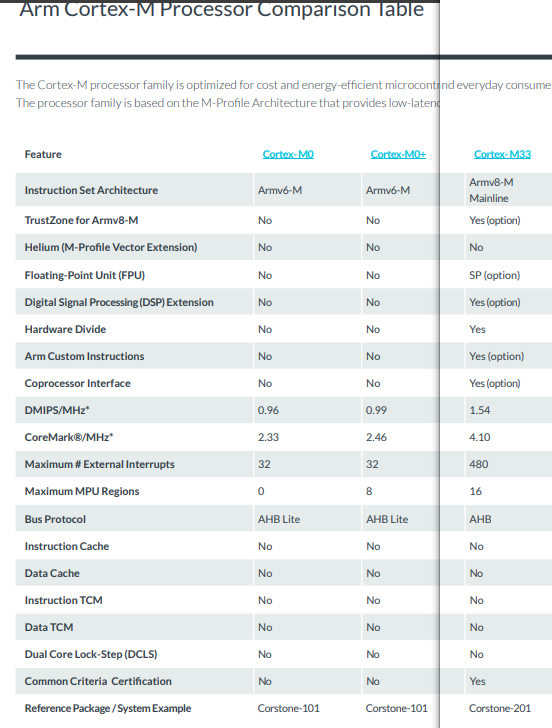 Arm Cortex-M Processor Comparison Table
The Cortex-M processor family is optimized for cost and energy-efficient microcont nd everyday consume
The processor family is based on the M-Profile Architecture that provides low-laten
Feature Cortex-M0 Cortex-M0+ Cortex-M33
Instruction Set Architecture Armv6-M Armv6-M Armv8-M
Mainline
TrustZone for Armv8-M No No Yes (option)
Helium (M-Profile Vector Extension) No No No
Floating-Point Unit (FPU) No No SP (option)
Digital Signal Processing (DSP) Extension No No Yes (option)
Hardware Divide No No Yes
Arm Custom Instructions No No Yes (option)
Coprocessor Interface No No Yes (option)
DMIPS/MHz* 0.96 0.99 1.54
CoreMark®/MHz* 2.33 2.46 4.10
Maximum # External Interrupts 32 32 480
Maximum MPU Regions 0 8 16
Bus Protocol AHB Lite AHB Lite AHB
Instruction Cache No No No
Data Cache No No No
Instruction TCM No No No
Data TCM No No No
Dual Core Lock-Step (DCLS) No No No
Common Criteria Certification No No Yes
Reference Package / System Example Corstone-101 Corstone-101 Corstone-201